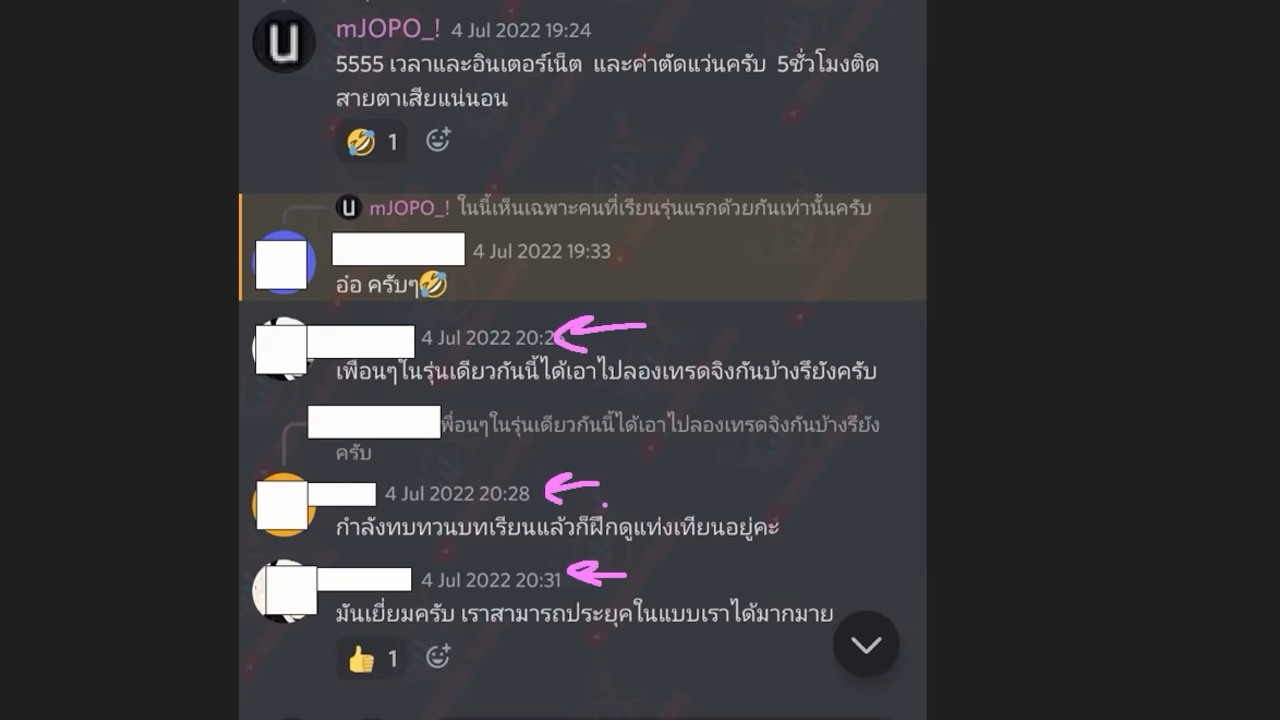 mJOPO_! 4 Jul 2022 19:24
5555 เวลาและอินเตอร์เน็ต และค่าตัดแว่นครับ 5ชั่วโมงติด
สายตาเสียแน่นอน
1
mJOPO_! ในนี้เห็นเฉพาะคนที่เรียนรุ่นแรกด้วยกันเท่านั้นครับ
4 Jul 2022 19:33
อ๋อ ครับๆ
4 Jul 2022
เพื่อนๆในรุ่นเดียวกันนี้ได้เอาไปลองเทรดจิงกันบ้างรึยังครับ
พื่อนๆในรุ่นเดียวกันนี้ได้เอาไปลองเทรดจิงกันบ้างรึยัง
ครับ
4 Jul 2022 20:28
กำลังทบทวนบทเรียนแล้วก็ฝึกดูแท่งเทียนอยู่คะ
4 Jul 2022 20:31
มันเยี่ยมครับ เราสามารถประยุคในแบบเราได้มากมาย
1